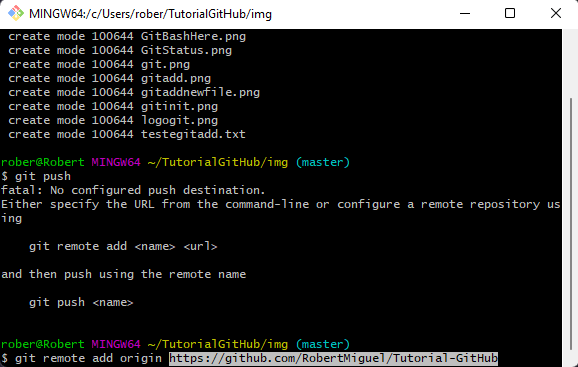 MINGW64:/c/Users/rober/TutorialGitHub/img
create mode 100644 GitBashHere.png
create mode 100644 GitStatus.png
create mode 100644 git.png
create mode 100644 gitadd.png
create mode 100644 gitaddnewfile.png
create mode 100644 gitinit.png
create mode 100644 logogit.png
create mode 100644 testegitadd.txt
rober@Robert MINGW64 ~/TutorialGitHub/img (master)
$ git push
fatal: No configured push destination.
Either specify the URL from the command-line or configure a remote repository us
ing
git remote add <name> <url>
and then push using the remote name
git push <name>
rober@Robert MINGW64 ~/TutorialGitHub/img (master)
$ git remote add origin https://github.com/RobertMiguel/Tutorial-GitHub